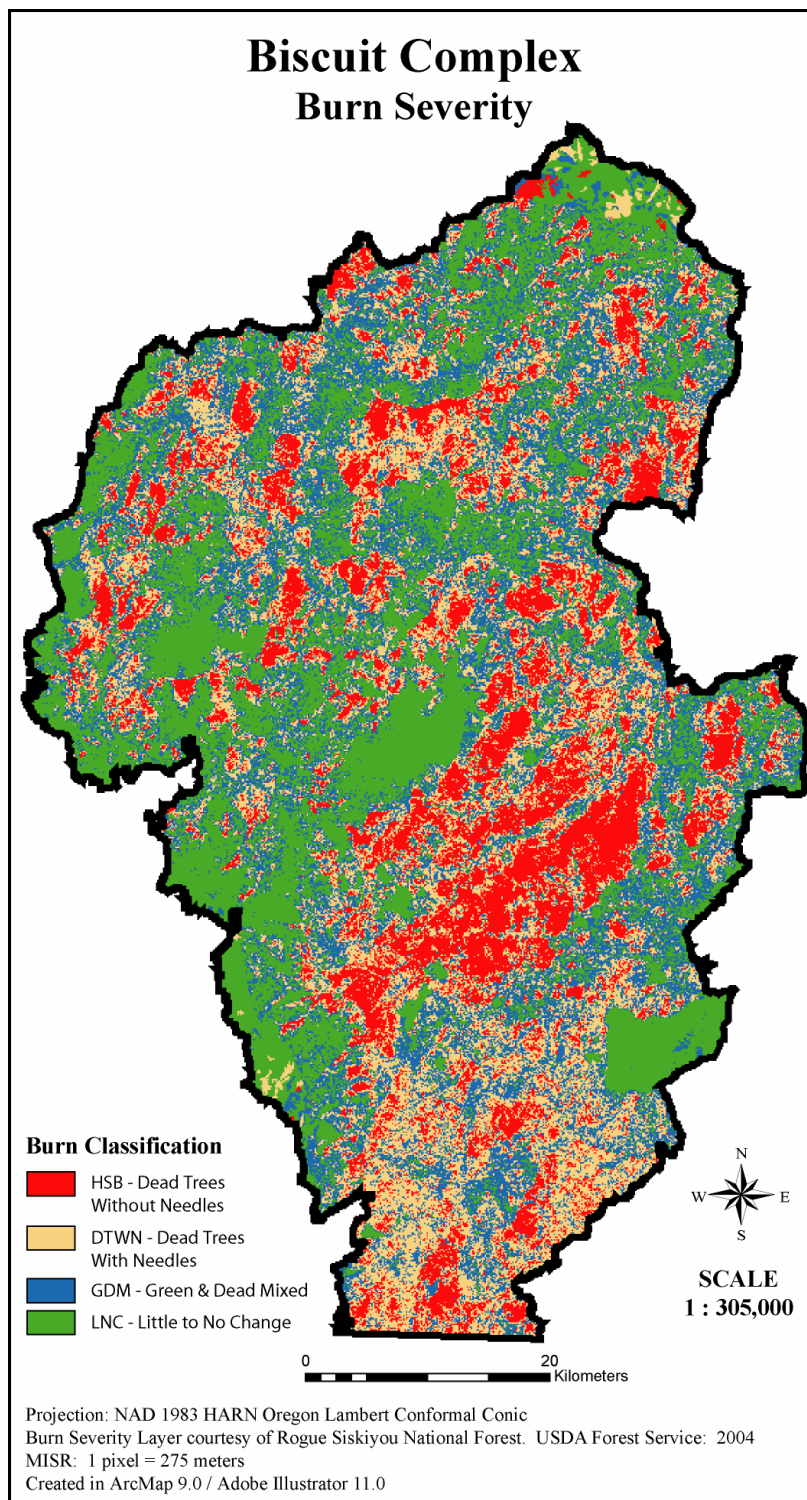 Biscuit Complex
Burn Severity
Burn Classification
HSB - Dead Trees
Without Needles
DTWN - Dead Trees
With Needles
GDM - Green & Dead Mixed
LNC - Little to No Change
N
W E
S
SCALE
1 : 305,000
0 20
Kilometers
Projection: NAD 1983 HARN Oregon Lambert Conformal Conic
Burn Severity Layer courtesy of Rogue Siskiyou National Forest. USDA Forest Service: 2004
MISR: 1 pixel = 275 meters
Created in ArcMap 9.0 / Adobe Illustrator 11.0